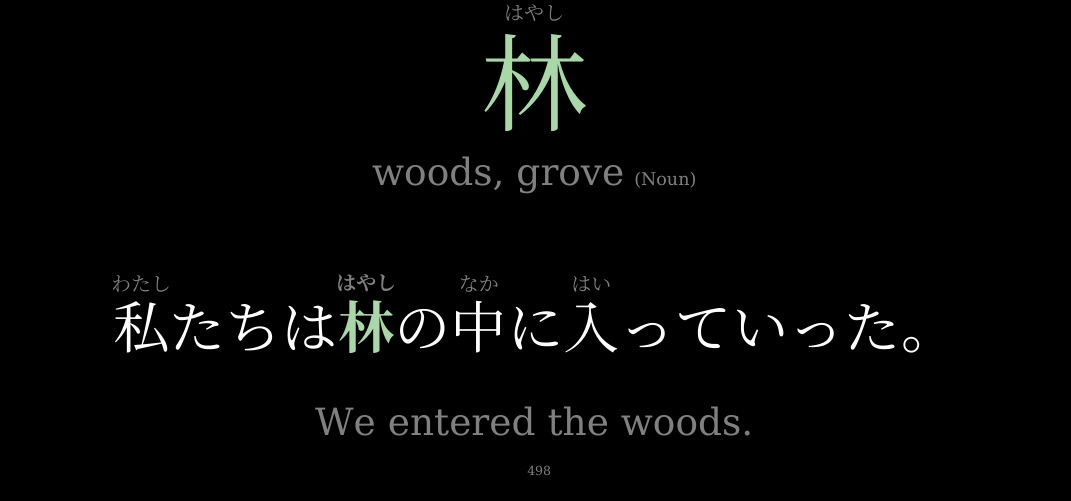 はやし
林
woods, grove (Noun)
わたし はやし なか はい
私たちは林の中に入っていった。
We entered the woods.
498